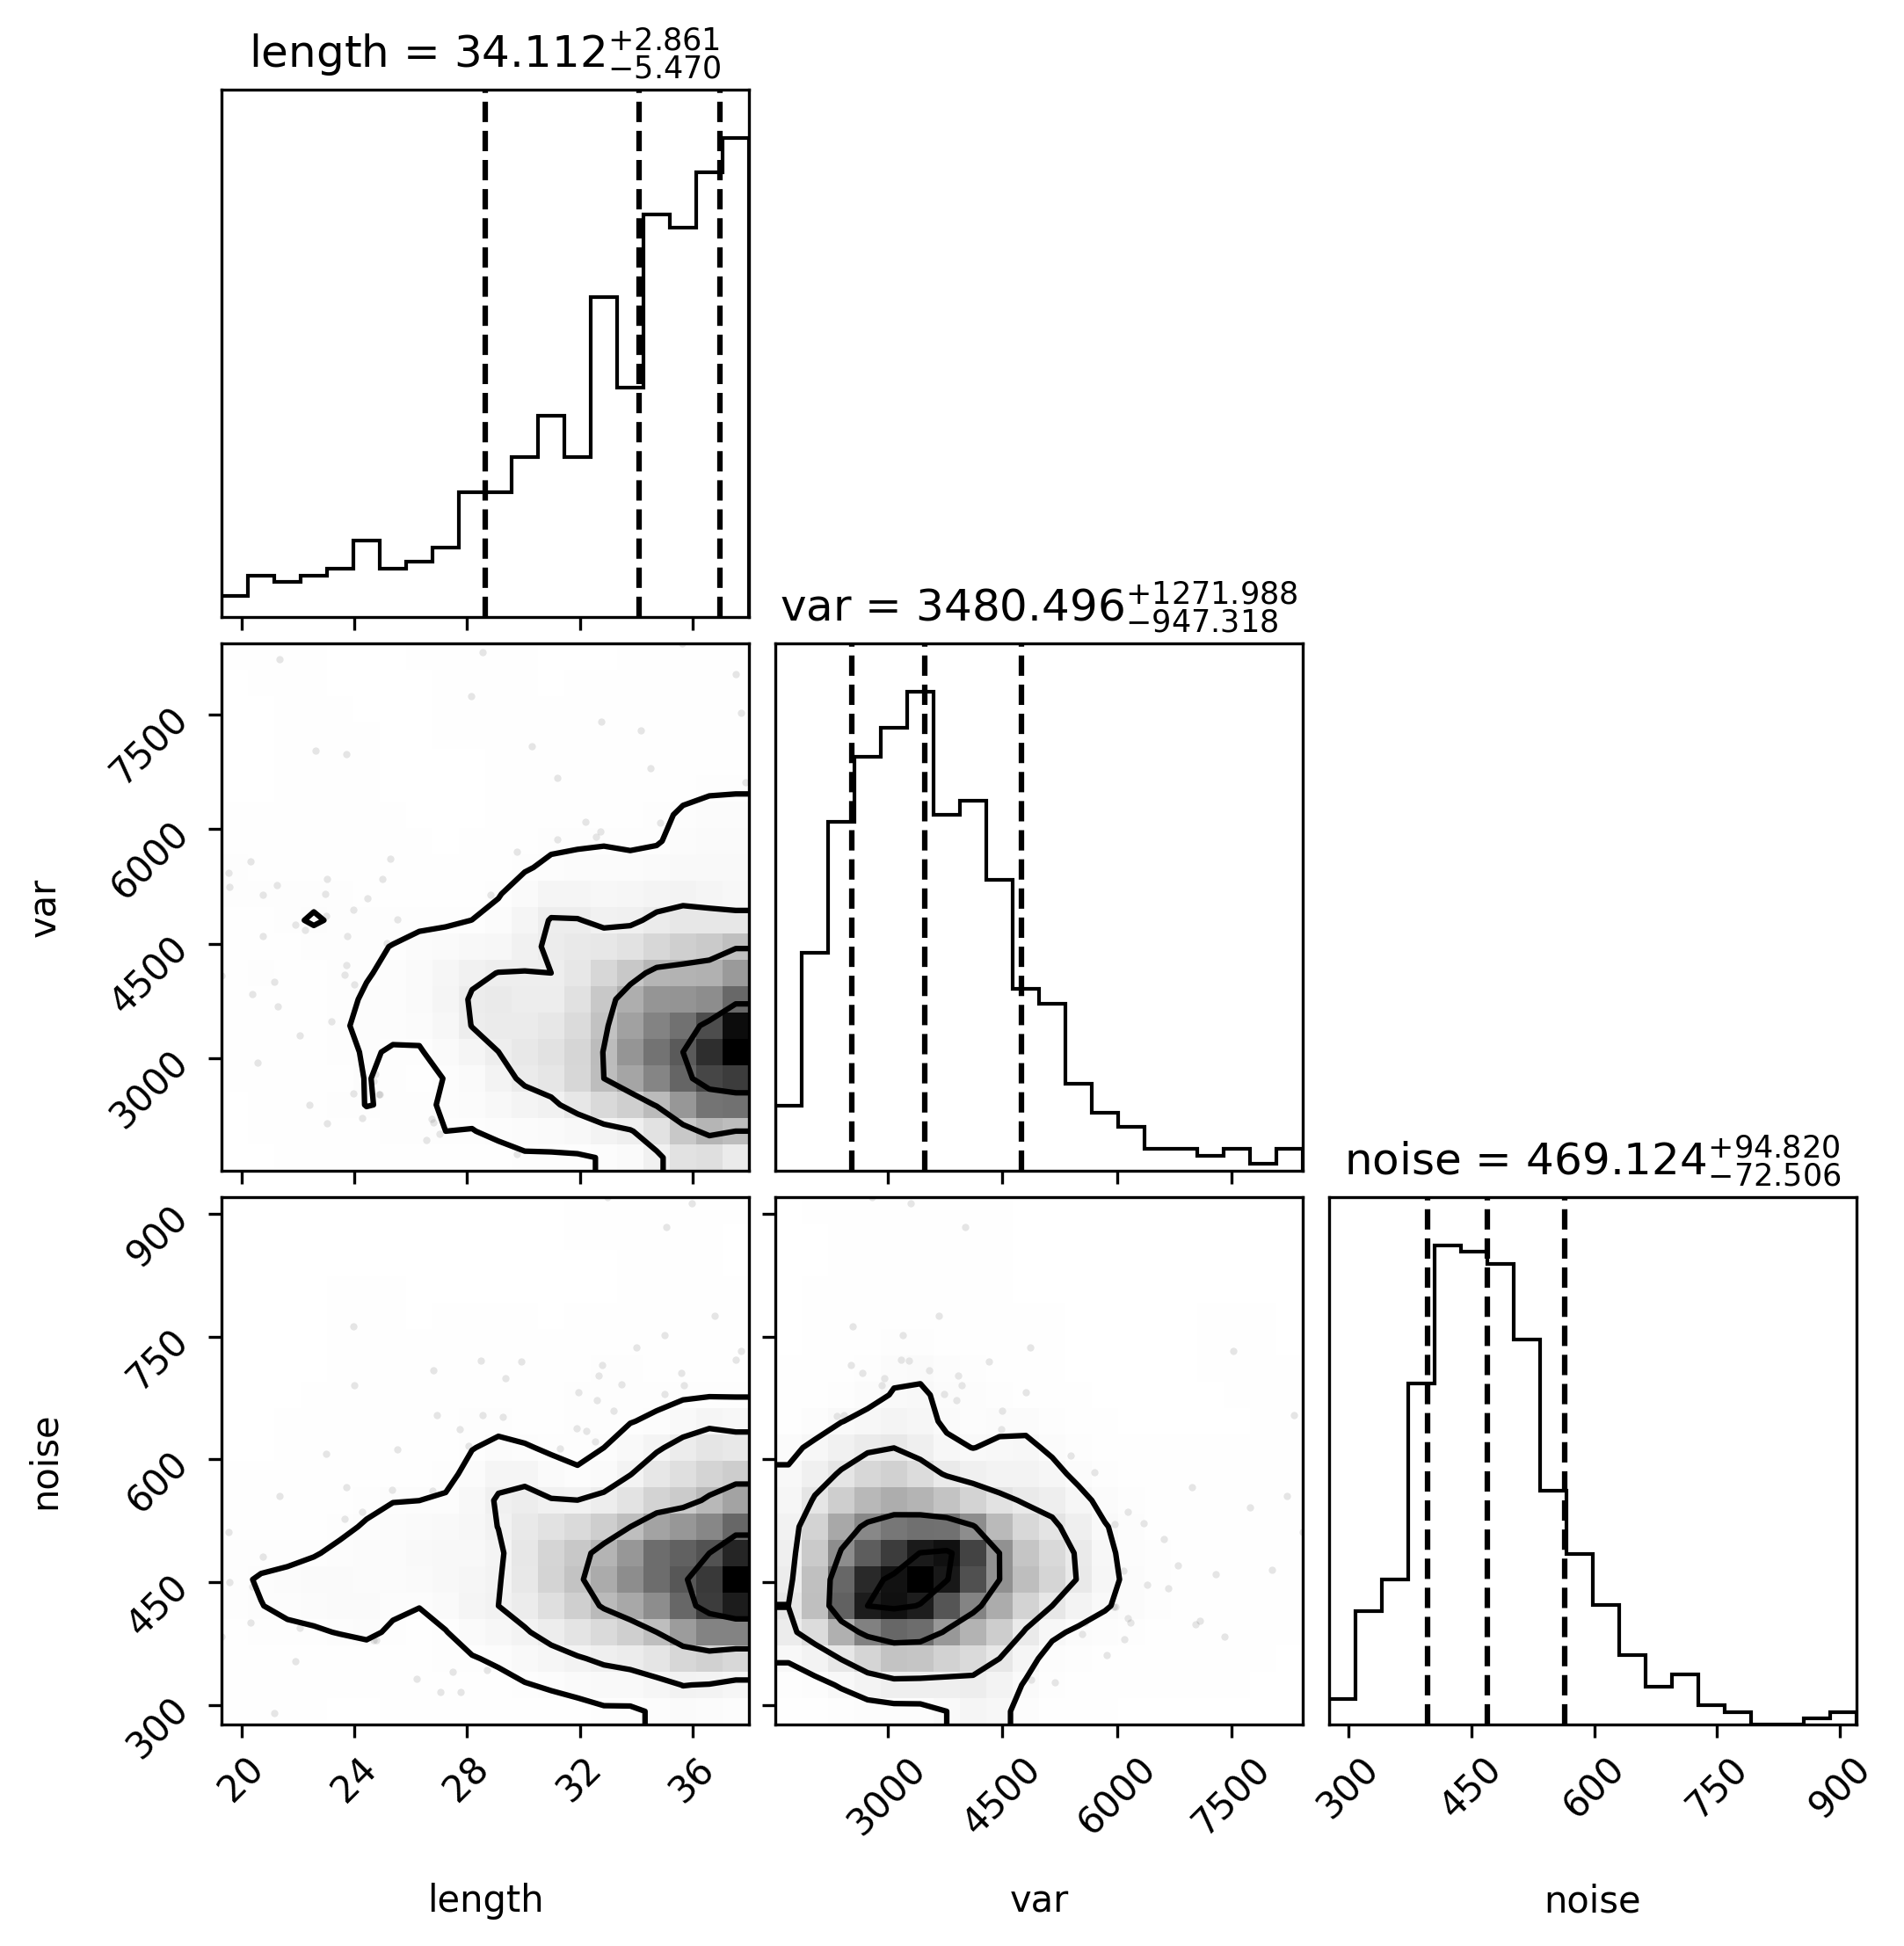 length = 34.112+2.861−5.470
var = 3480.496+1271.988−947.318
7500
6000
4500
3000
var
noise = 469.124+94.820−72.506
900
750
600
450
300
noise
20 24 28 32 36 3000 4500 6000 7500 300 450 600 750 900
length var noise